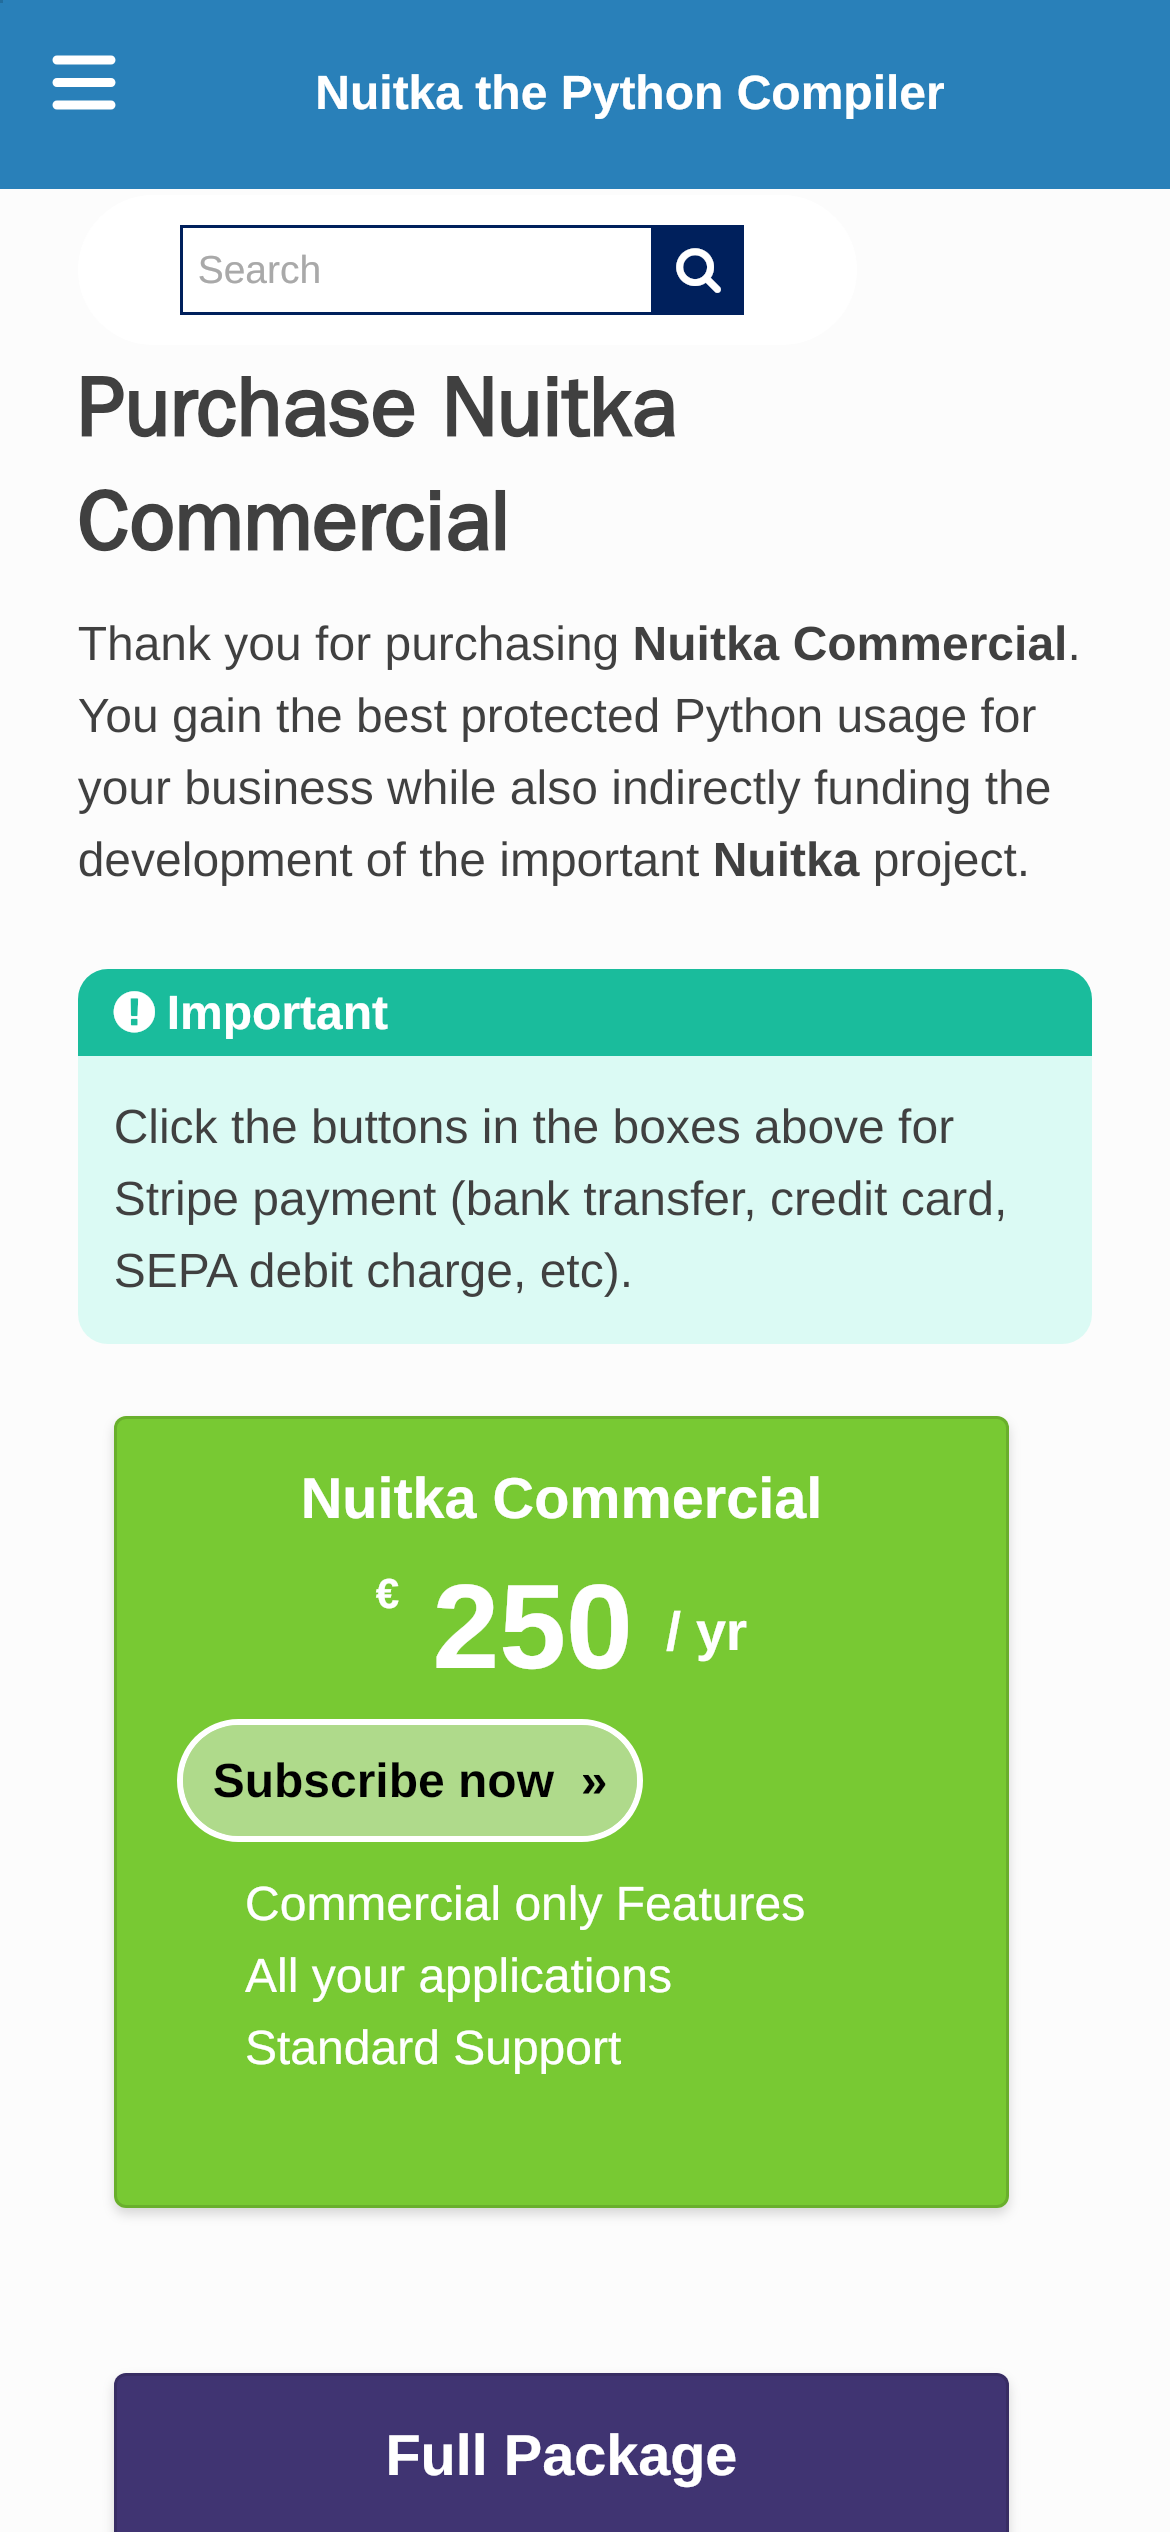 Nuitka the Python Compiler
Search
Purchase Nuitka
Commercial
Thank you for purchasing Nuitka Commercial.
You gain the best protected Python usage for
your business while also indirectly funding the
development of the important Nuitka project.
Important
Click the buttons in the boxes above for
Stripe payment (bank transfer, credit card,
SEPA debit charge, etc).
Nuitka Commercial
€ 250 / yr
Subscribe now »
Commercial only Features
All your applications
Standard Support
Full Package